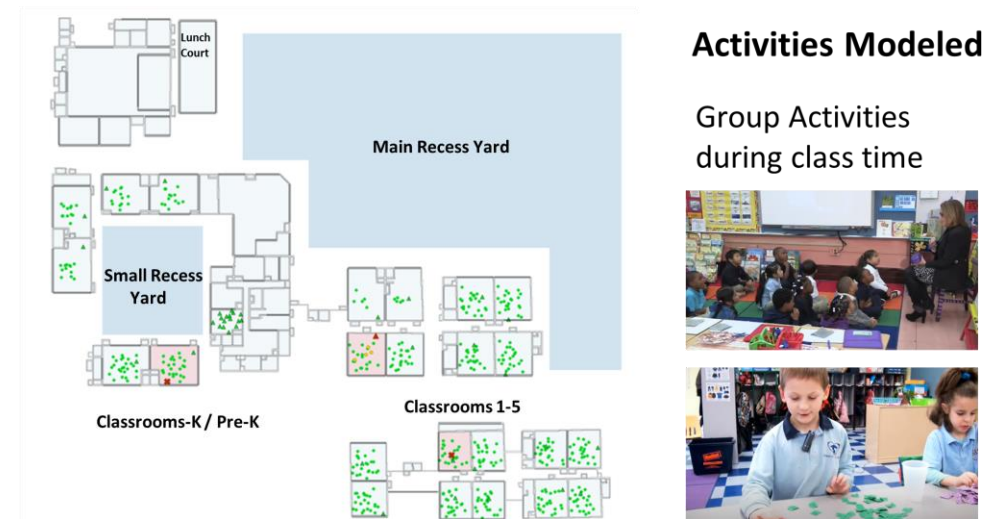 Lunch
Court
Main Recess Yard
Small Recess
Yard
Classrooms-K / Pre-K
Classrooms 1-5
Activities Modeled
Group Activities
during class time